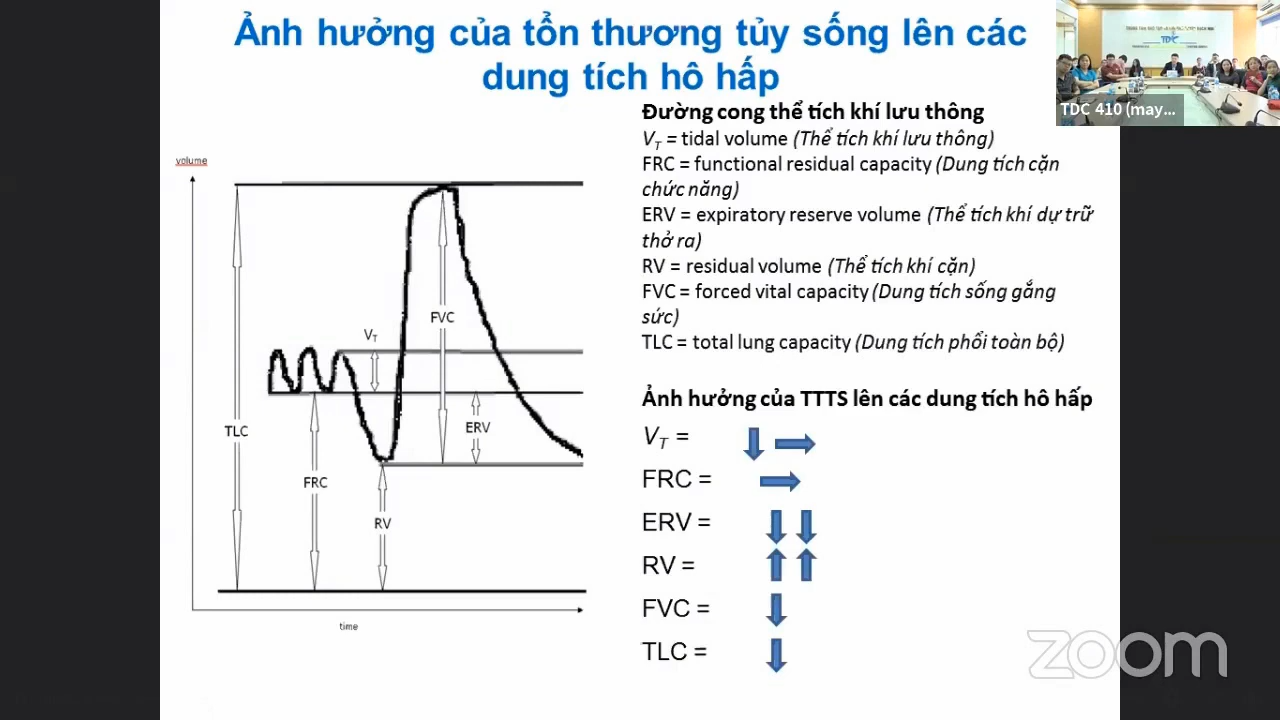 Ảnh hưởng của tổn thương tủy sống lên các
dung tích hô hấp
TDC
TDC 410 (may...
Đường cong thể tích khí lưu thông
VT = tidal volume (Thể tích khí lưu thông)
FRC = functional residual capacity (Dung tích cặn
chức năng)
ERV = expiratory reserve volume (Thể tích khí dự trữ
thở ra)
RV = residual volume (Thể tích khí cặn)
FVC = forced vital capacity (Dung tích sống gắng
sức)
TLC = total lung capacity (Dung tích phổi toàn bộ)
volume
VT
FVC
TLC
ERV
FRC
RV
time
Ảnh hưởng của TTTS lên các dung tích hô hấp
VT =
FRC =
ERV =
RV =
FVC =
TLC =
zoom